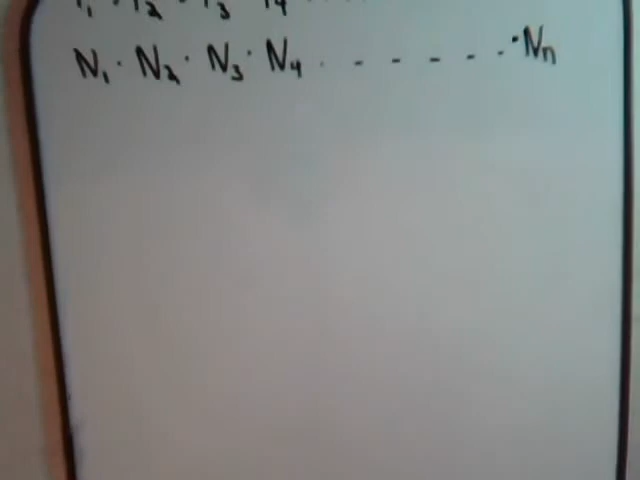 N₁ · N₂ · N₃ · N₄ · - - - - - · Nₙ